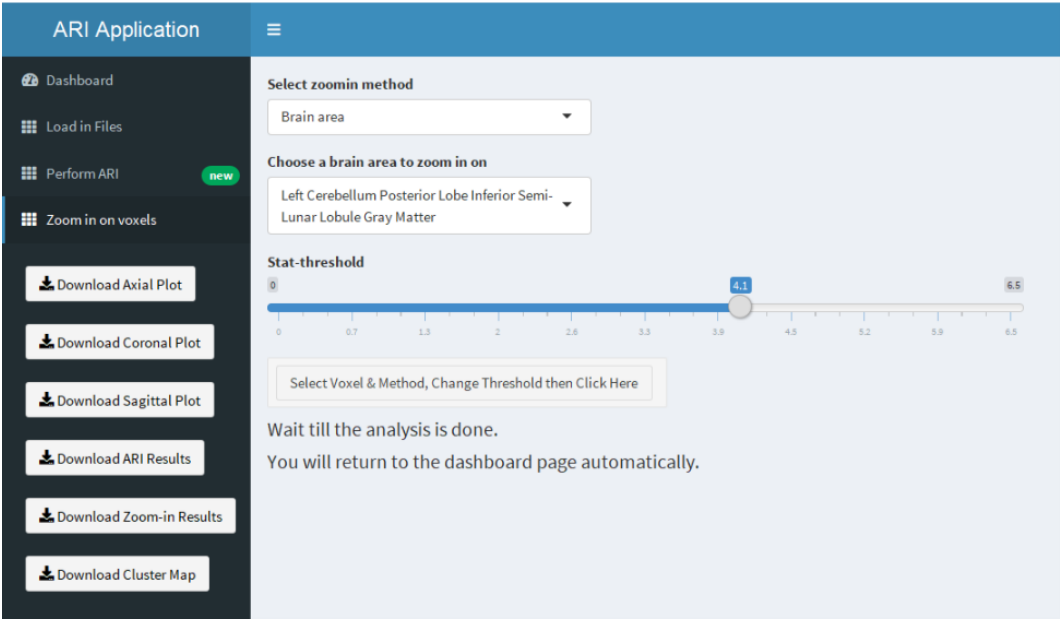 ARI Application
Dashboard
Load in Files
Perform ARI new
Zoom in on voxels
Download Axial Plot
Download Coronal Plot
Download Sagittal Plot
Download ARI Results
Download Zoom-in Results
Download Cluster Map
Select zoomin method
Brain area
Choose a brain area to zoom in on
Left Cerebellum Posterior Lobe Inferior Semi-
Lunar Lobule Gray Matter
Stat-threshold
0 4.1 6.5
0 0.7 1.3 2 2.6 3.3 3.9 4.5 5.2 5.9 6.5
Select Voxel & Method, Change Threshold then Click Here
Wait till the analysis is done.
You will return to the dashboard page automatically.